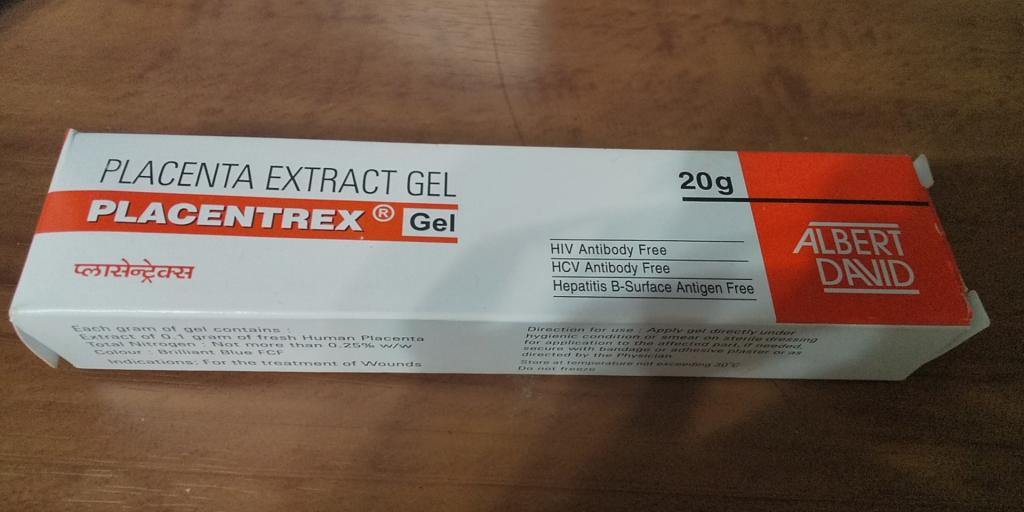 PLACENTA EXTRACT GEL
PLACENTREX® Gel
प्लासेन्ट्रेक्स
20g
HIV Antibody Free
HCV Antibody Free
Hepatitis B-Surface Antigen Free
ALBERT
DAVID
Each gram of gel contains :
Extract of 0.1 gram of fresh Human Placenta
Total Nitrogen : Not more than 0.25% w/w
Colour : Brilliant Blue FCF
Indications: For the treatment of Wounds
Direction for use : Apply gel directly under
hygienic condition or smear on sterile dressing
for application to the affected part, if needed,
secure with bandage or adhesive plaster or as
directed by the Physician
Store at temperature not exceeding 30°C
Do not freeze